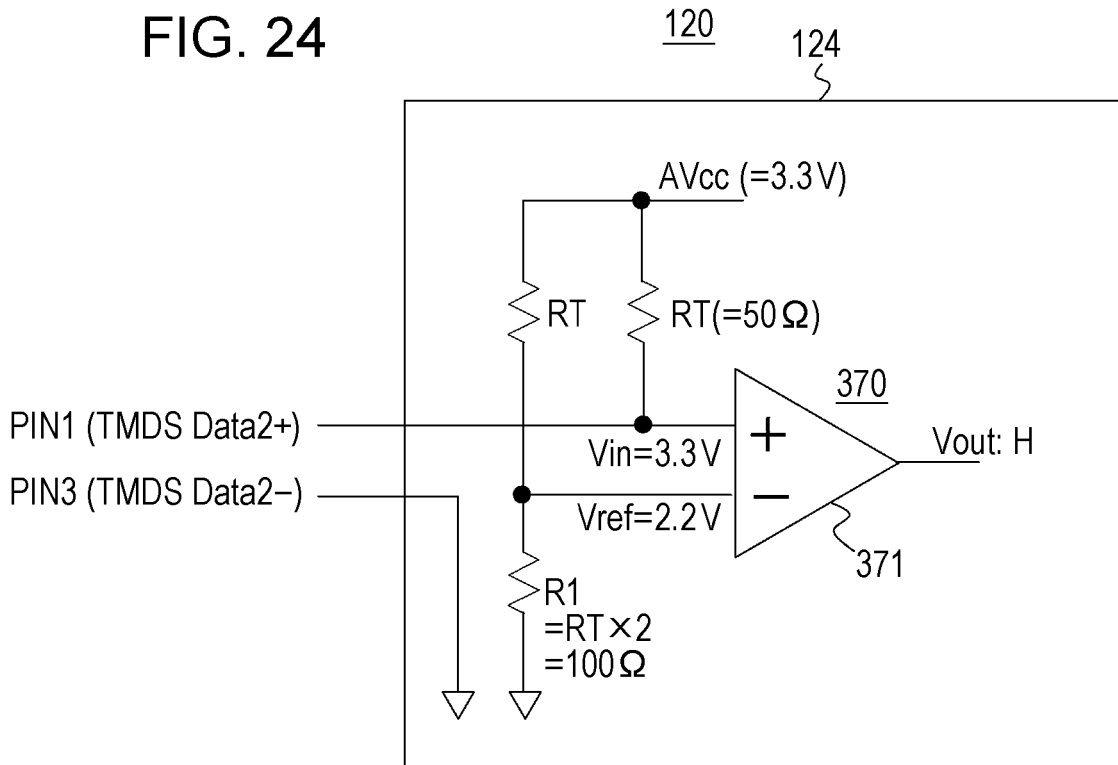 FIG. 24
120
124
AVcc (=3.3V)
RT
RT(=50Ω)
370
PIN1 (TMDS Data2+)
+
Vin=3.3V
Vout: H
PIN3 (TMDS Data2−)
−
Vref=2.2V
371
R1
=RT×2
=100Ω